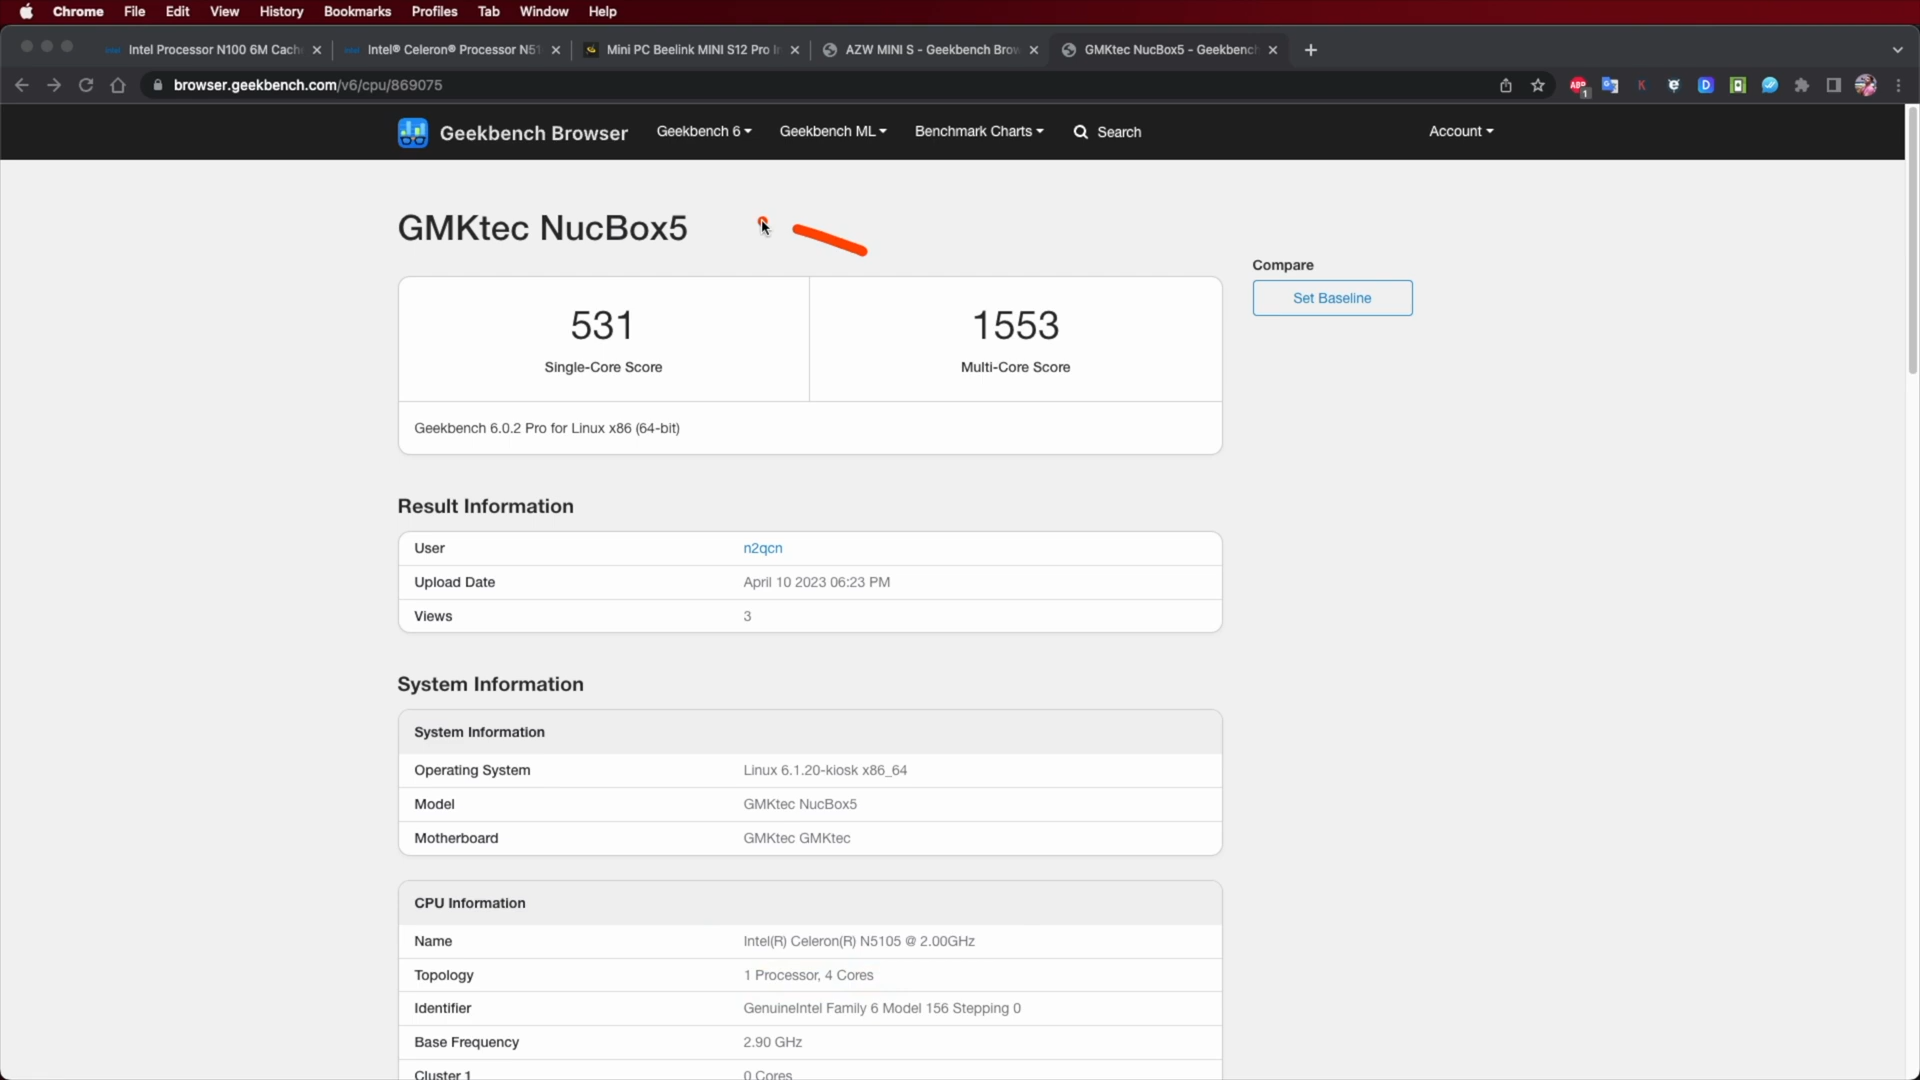 Chrome File Edit View History Bookmarks Profiles Tab Window Help
Intel Processor N100 6M Cach Intel® Celeron® Processor N51 Mini PC Beelink MINI S12 Pro In AZW MINI S - Geekbench Brow GMKtec NucBox5 - Geekbench
browser.geekbench.com/v6/cpu/869075
ABP 1 K D
Geekbench Browser Geekbench 6 Geekbench ML Benchmark Charts Search Account
GMKtec NucBox5
Compare
Set Baseline
531 1553
Single-Core Score Multi-Core Score
Geekbench 6.0.2 Pro for Linux x86 (64-bit)
Result Information
User n2qcn
Upload Date April 10 2023 06:23 PM
Views 3
System Information
System Information
Operating System Linux 6.1.20-kiosk x86_64
Model GMKtec NucBox5
Motherboard GMKtec GMKtec
CPU Information
Name Intel(R) Celeron(R) N5105 @ 2.00GHz
Topology 1 Processor, 4 Cores
Identifier GenuineIntel Family 6 Model 156 Stepping 0
Base Frequency 2.90 GHz
Cluster 1 0 Cores